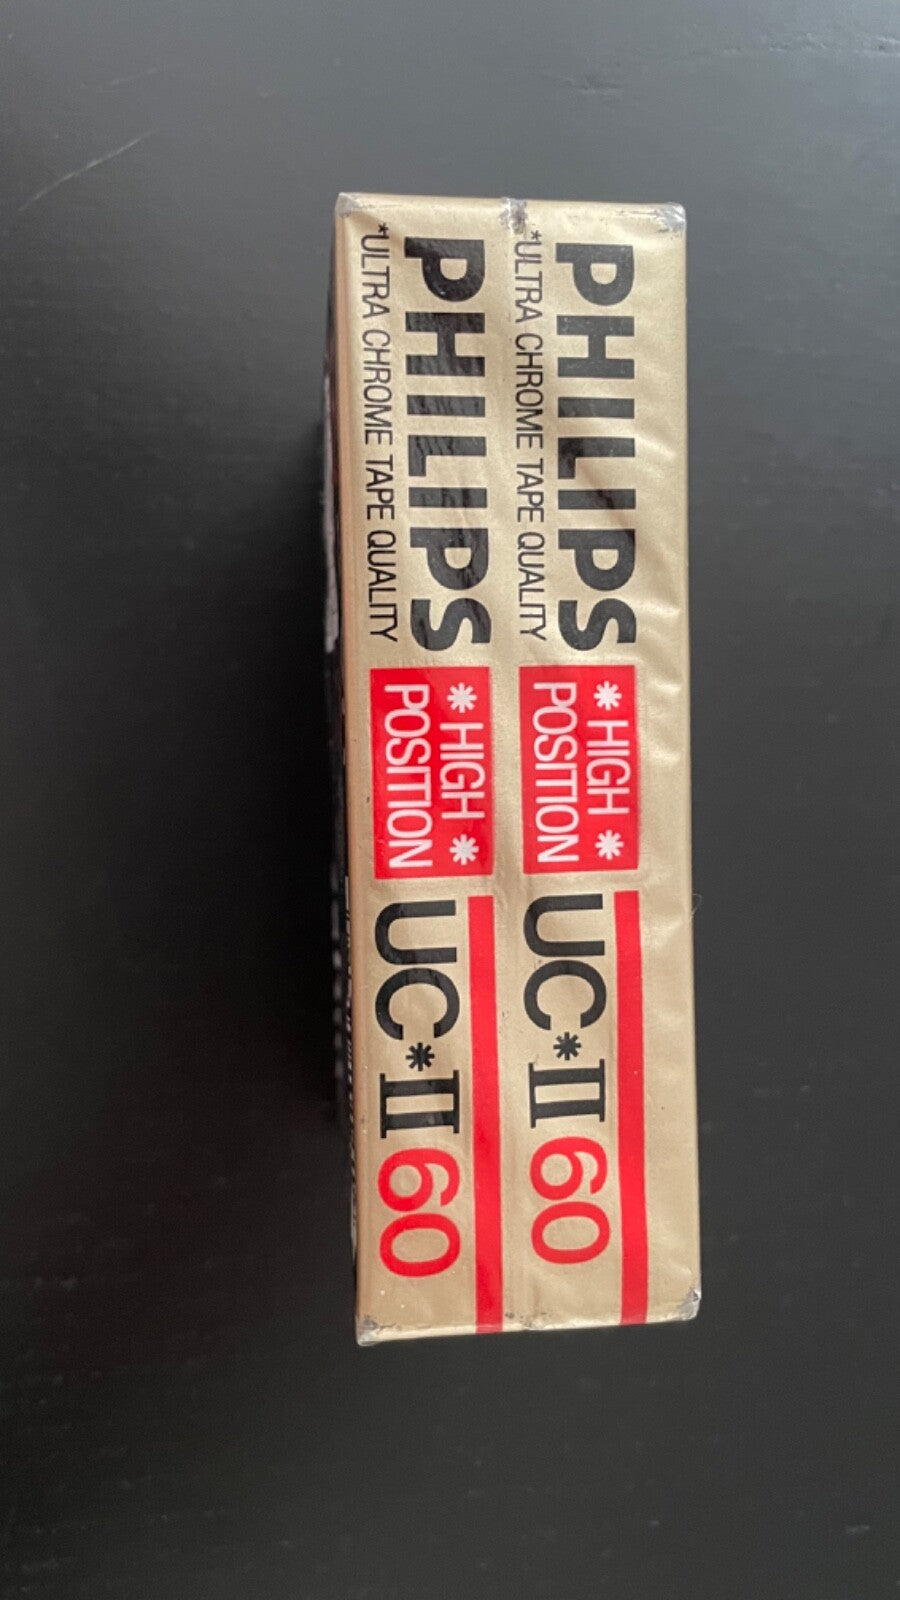 PHILIPS
*ULTRA CHROME TAPE QUALITY
* HIGH *
POSITION
UC*II 60
PHILIPS
*ULTRA CHROME TAPE QUALITY
* HIGH *
POSITION
UC*II 60